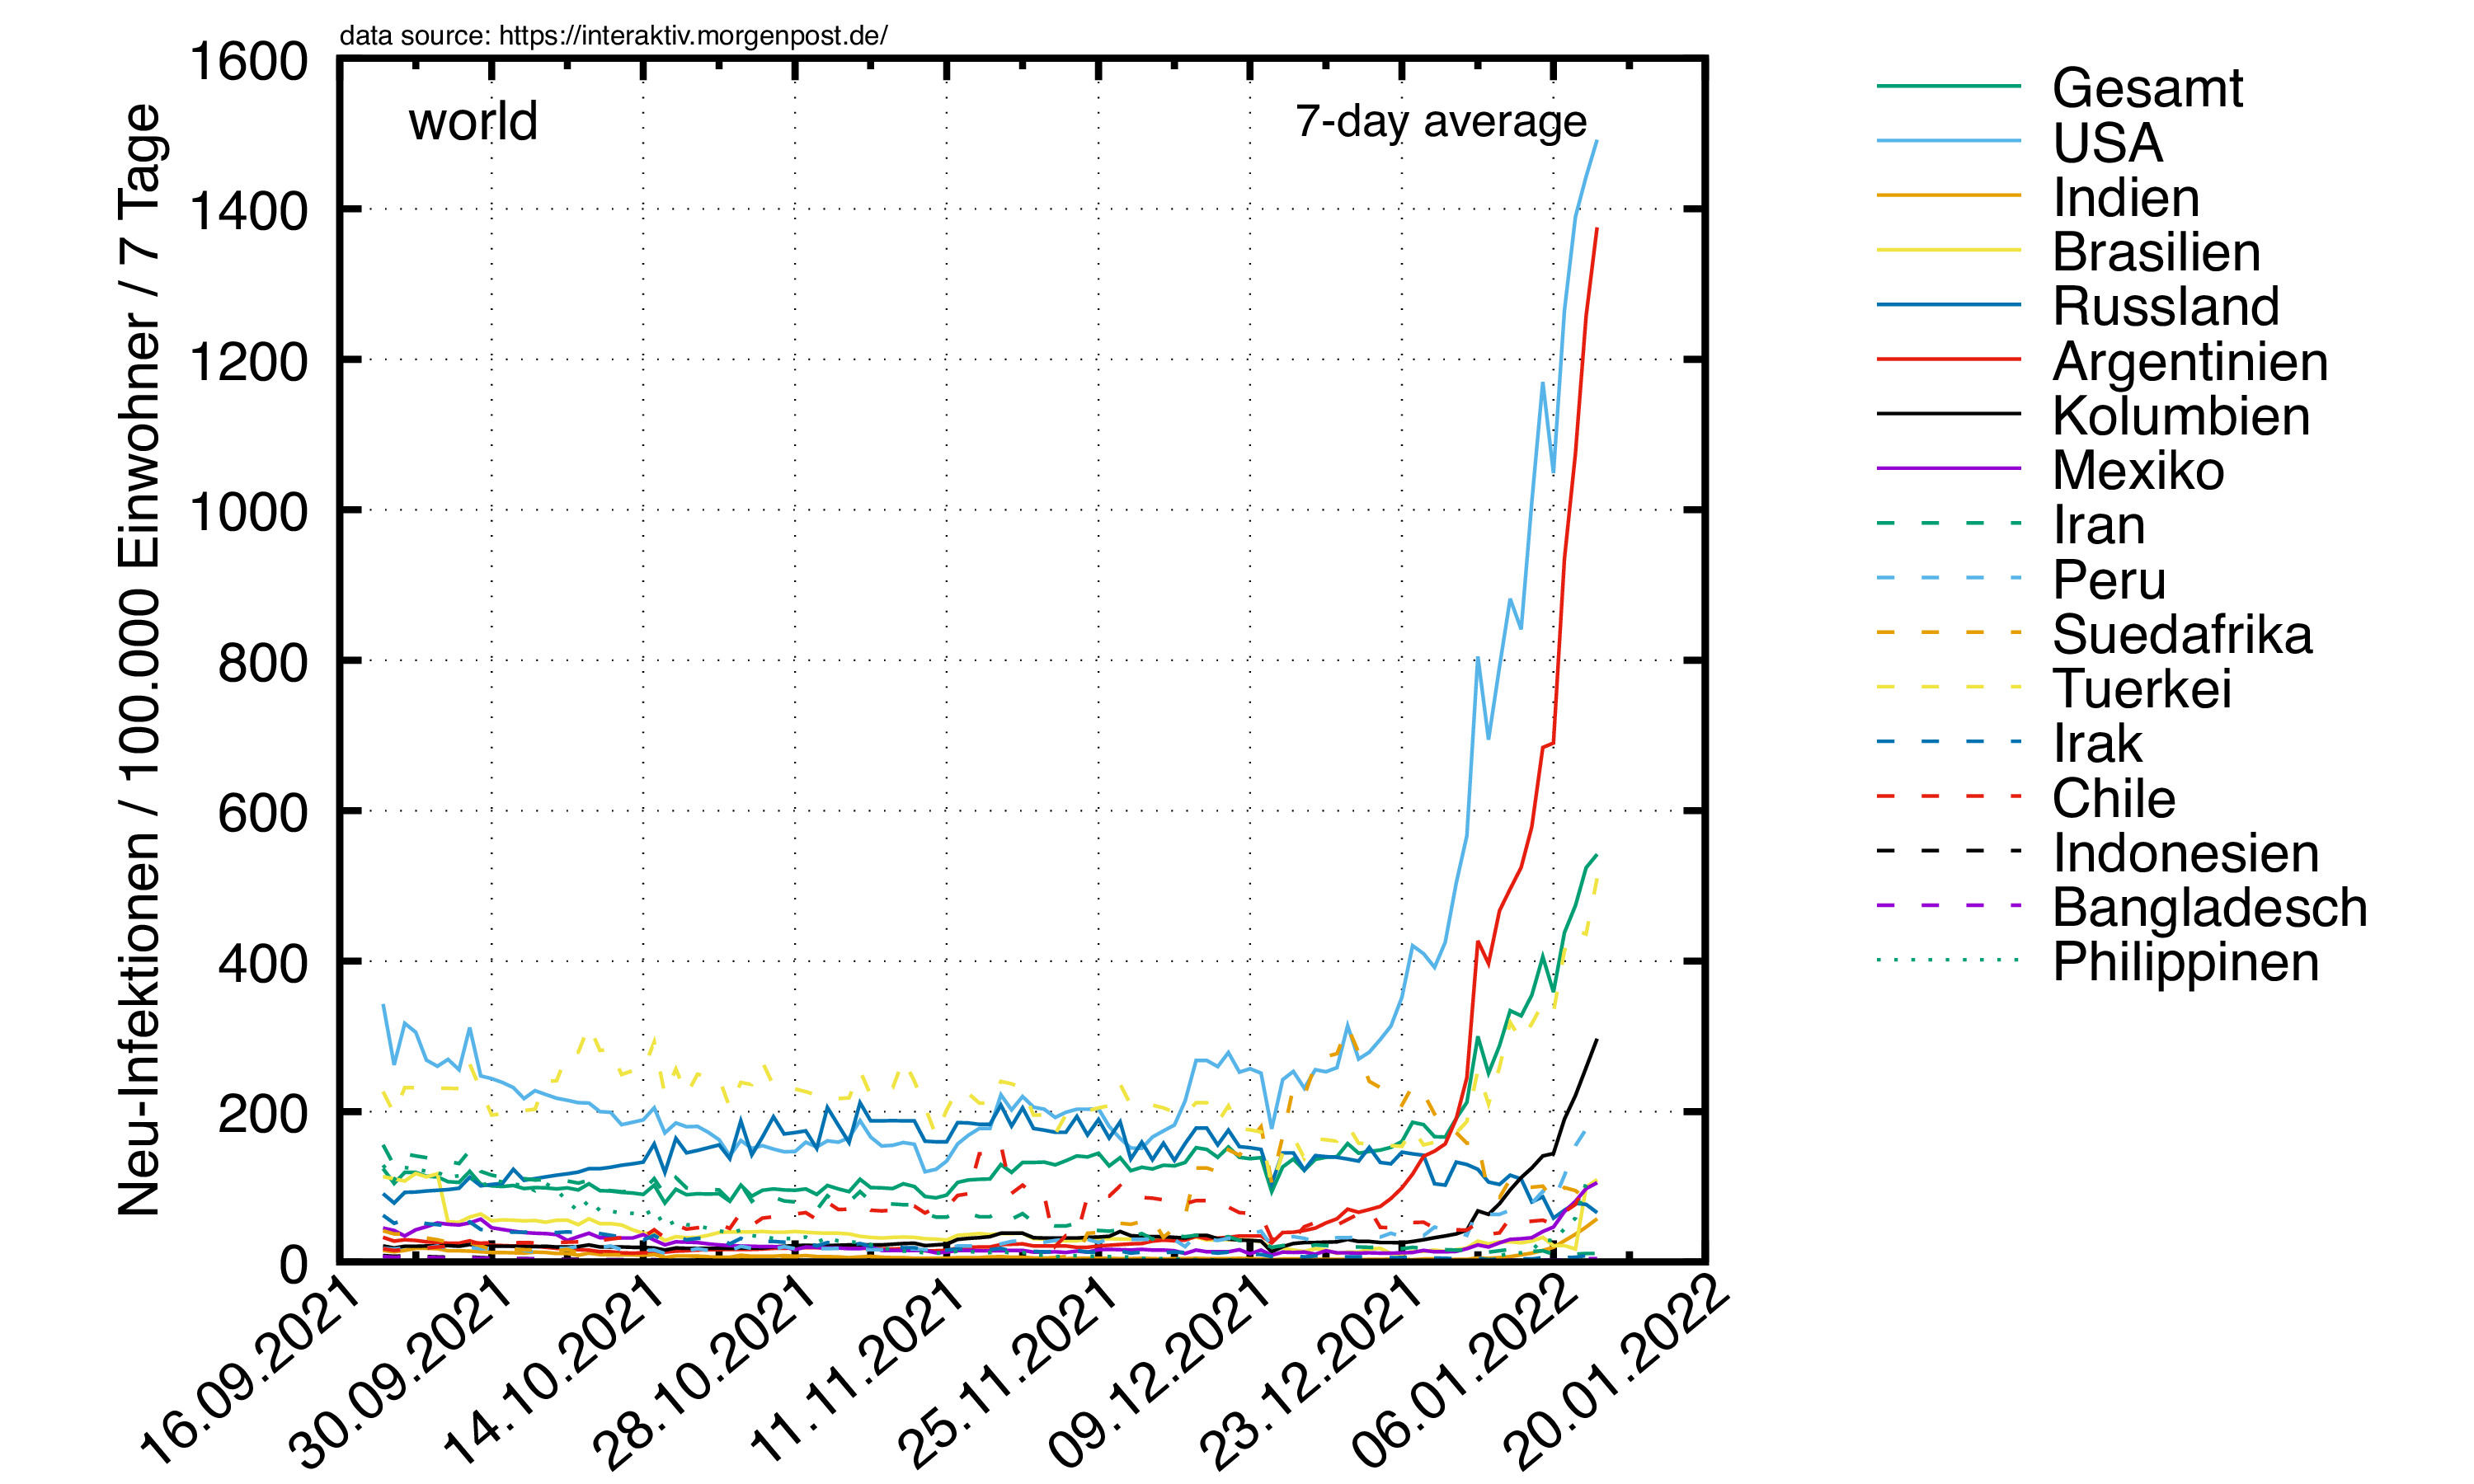 data source: https://interaktiv.morgenpost.de/
world
7-day average
Neu-Infektionen / 100.000 Einwohner / 7 Tage
1600
1400
1200
1000
800
600
400
200
0
16.09.2021
30.09.2021
14.10.2021
28.10.2021
11.11.2021
25.11.2021
09.12.2021
23.12.2021
06.01.2022
20.01.2022
Gesamt
USA
Indien
Brasilien
Russland
Argentinien
Kolumbien
Mexiko
Iran
Peru
Suedafrika
Tuerkei
Irak
Chile
Indonesien
Bangladesch
Philippinen